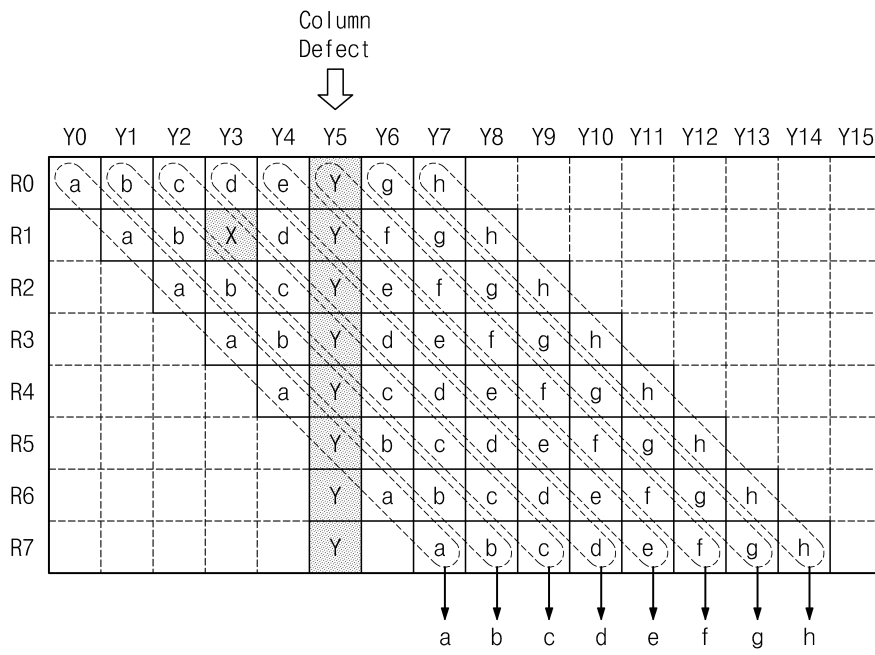 Column
Defect
Y0 Y1 Y2 Y3 Y4 Y5 Y6 Y7 Y8 Y9 Y10 Y11 Y12 Y13 Y14 Y15
R0 a b c d e Y g h
R1 a b X d Y f g h
R2 a b c Y e f g h
R3 a b Y d e f g h
R4 a Y c d e f g h
R5 Y b c d e f g h
R6 Y a b c d e f g h
R7 Y a b c d e f g h
a b c d e f g h